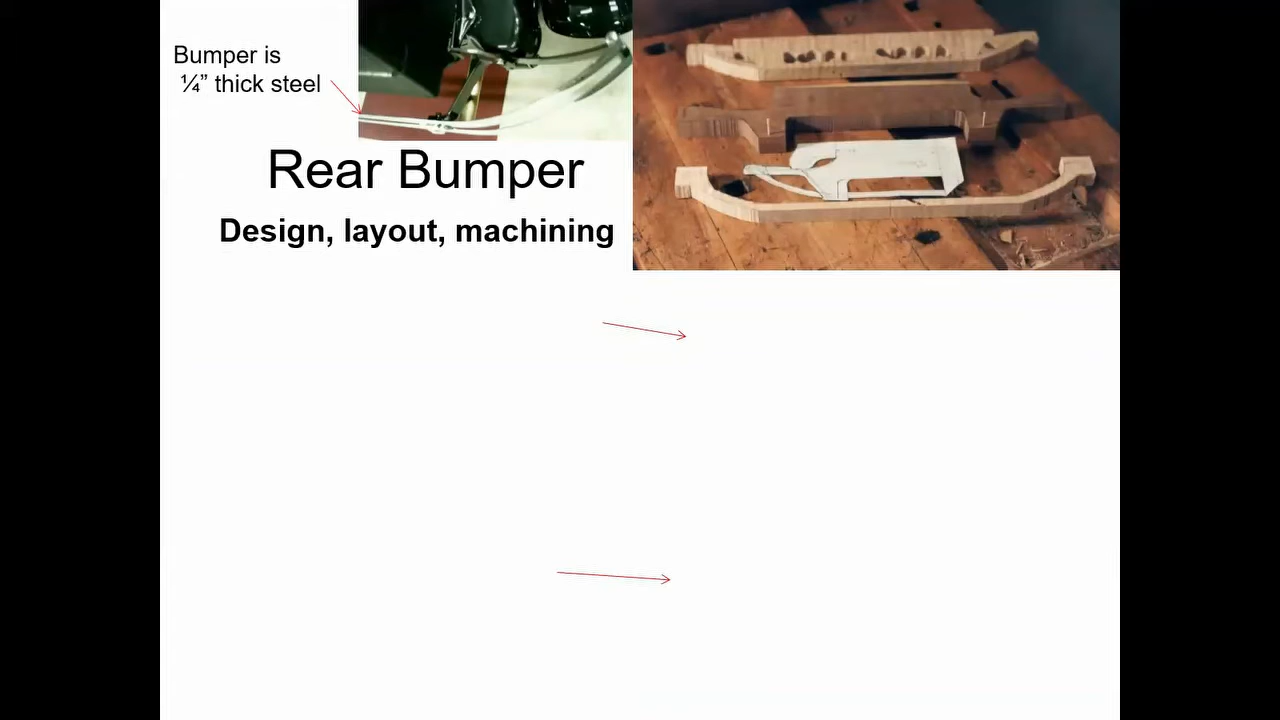 Bumper is
¼” thick steel
Rear Bumper
Design, layout, machining